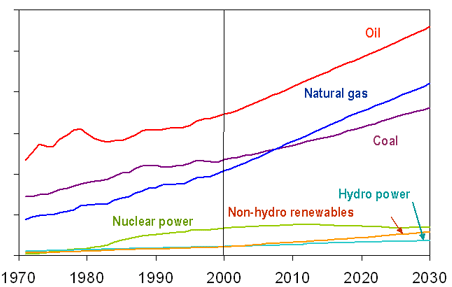 Oil
Natural gas
Coal
Hydro power
Non-hydro renewables
Nuclear power
1970 1980 1990 2000 2010 2020 2030